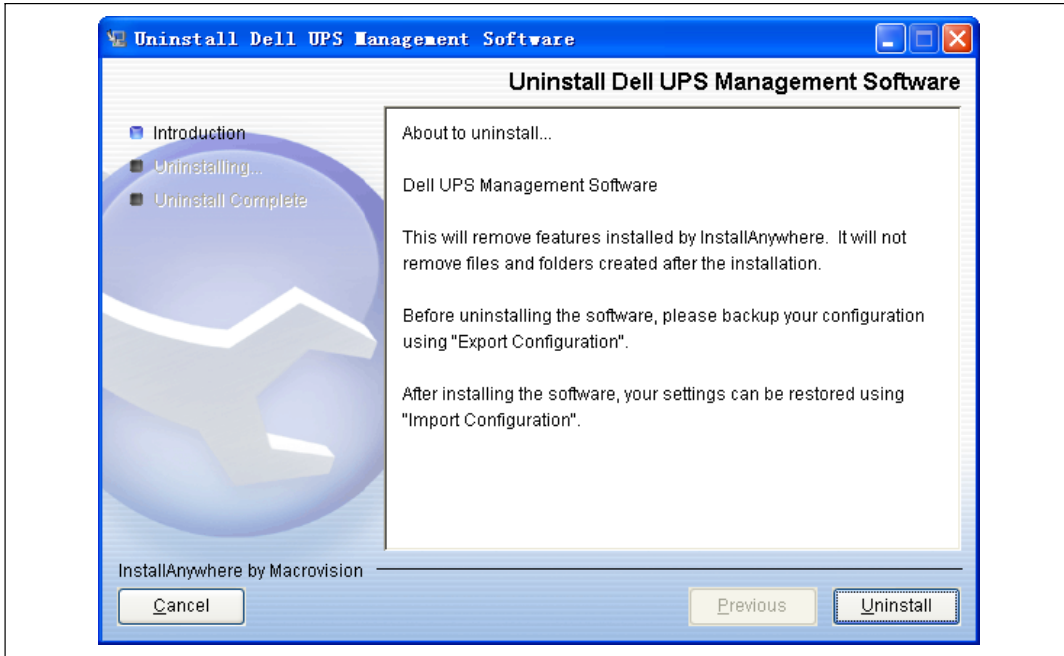 Uninstall Dell UPS Management Software
Uninstall Dell UPS Management Software
Introduction
Uninstalling...
Uninstall Complete
About to uninstall...
Dell UPS Management Software
This will remove features installed by InstallAnywhere. It will not
remove files and folders created after the installation.
Before uninstalling the software, please backup your configuration
using "Export Configuration".
After installing the software, your settings can be restored using
"Import Configuration".
InstallAnywhere by Macrovision
Cancel
Previous
Uninstall